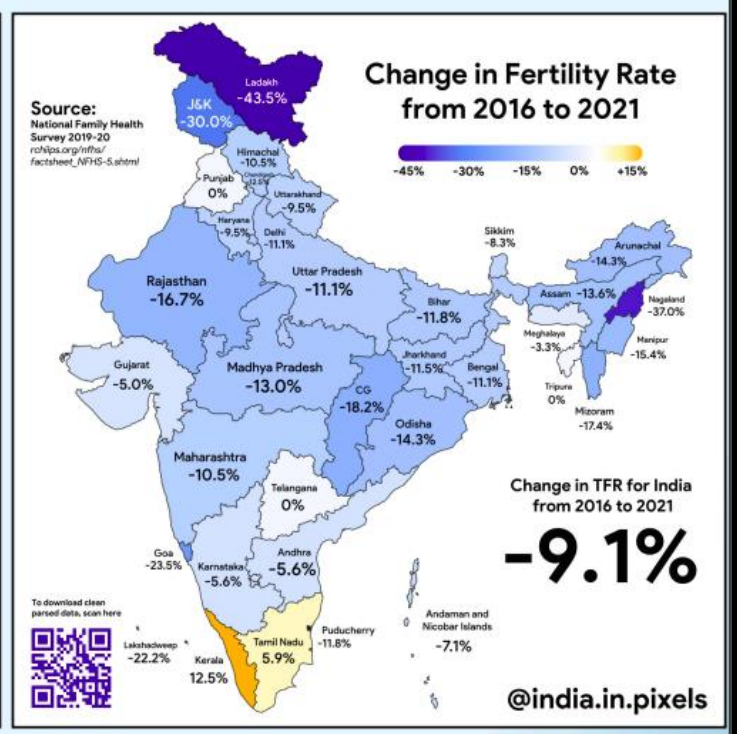 Change in Fertility Rate
from 2016 to 2021
-45%
-30%
-15%
0%
+15%
Source:
National Family Health
Survey 2019-20
rchiips.org/nfhs/
factsheet_NFHS-5.shtml
Ladakh
-43.5%
J&K
-30.0%
Himachal
-10.5%
Chandigarh
-12.5%
Punjab
0%
Uttarakhand
-9.5%
Haryana
-9.5%
Delhi
-11.1%
Rajasthan
-16.7%
Uttar Pradesh
-11.1%
Bihar
-11.8%
Sikkim
-8.3%
Arunachal
-14.3%
Assam -13.6%
Nagaland
-37.0%
Meghalaya
-3.3%
Manipur
-15.4%
Tripura
0%
Mizoram
-17.4%
Gujarat
-5.0%
Madhya Pradesh
-13.0%
Jharkhand
-11.5%
Bengal
-11.1%
CG
-18.2%
Odisha
-14.3%
Maharashtra
-10.5%
Telangana
0%
Goa
-23.5%
Karnataka
-5.6%
Andhra
-5.6%
Change in TFR for India
from 2016 to 2021
-9.1%
To download clean
parsed data, scan here
Lakshadweep
-22.2%
Kerala
12.5%
Tamil Nadu
5.9%
Puducherry
-11.8%
Andaman and
Nicobar Islands
-7.1%
@india.in.pixels